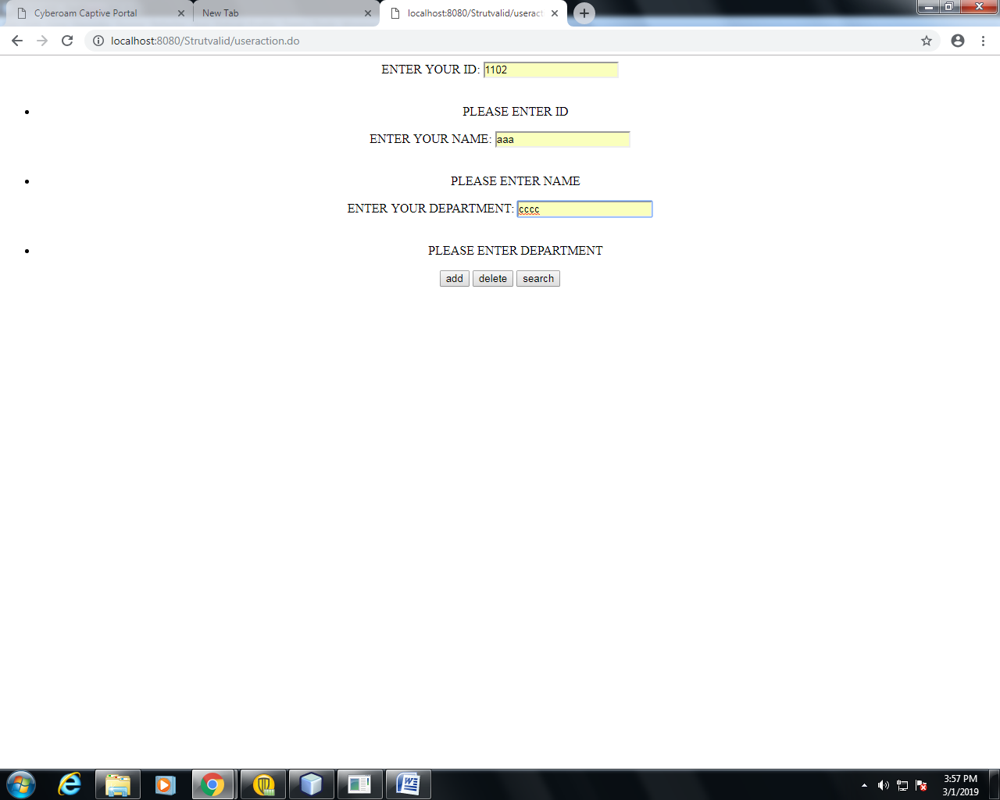 Cyberoam Captive Portal
New Tab
localhost:8080/Strutvalid/useract
localhost:8080/Strutvalid/useraction.do
ENTER YOUR ID: 1102
PLEASE ENTER ID
ENTER YOUR NAME: aaa
PLEASE ENTER NAME
ENTER YOUR DEPARTMENT: cccc
PLEASE ENTER DEPARTMENT
add delete search
3:57 PM
3/1/2019